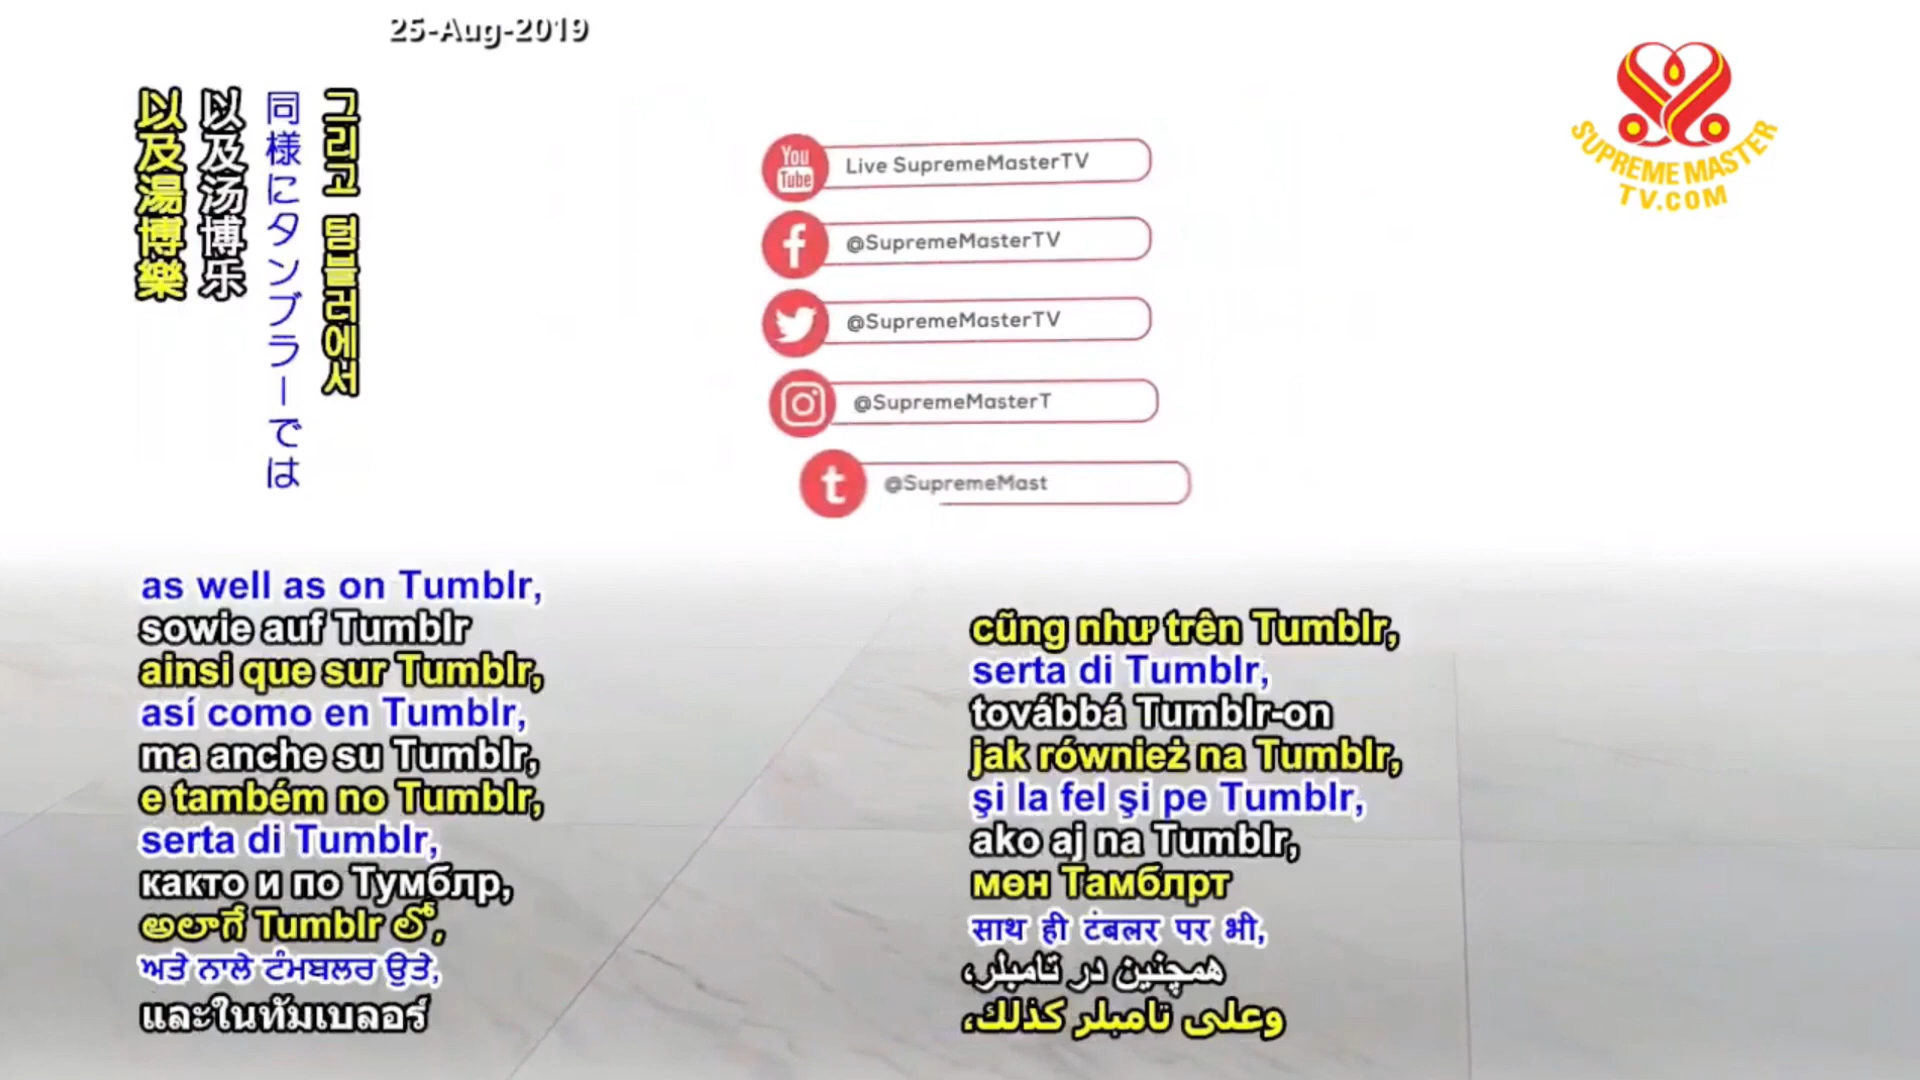 25-Aug-2019
SUPREME MASTER
TV.COM
그리고 텀블러에서
同様にタンブラーでは
以及汤博乐
以及湯博樂
You
Tube
Live SupremeMasterTV
@SupremeMasterTV
@SupremeMasterTV
@SupremeMasterT
@SupremeMast
as well as on Tumblr,
sowie auf Tumblr
ainsi que sur Tumblr,
así como en Tumblr,
ma anche su Tumblr,
e também no Tumblr,
serta di Tumblr,
както и по Тумблр,
అలాగే Tumblr లో,
ਅਤੇ ਨਾਲੇ ਟੰਮਬਲਰ ਉਤੇ,
และในทัมเบลอร์
cũng như trên Tumblr,
serta di Tumblr,
továbbá Tumblr-on
jak również na Tumblr,
şi la fel şi pe Tumblr,
ako aj na Tumblr,
мөн Тамблрт
साथ ही टंबलर पर भी,
همچنین در تامبلر،
وعلى تامبلر كذلك،